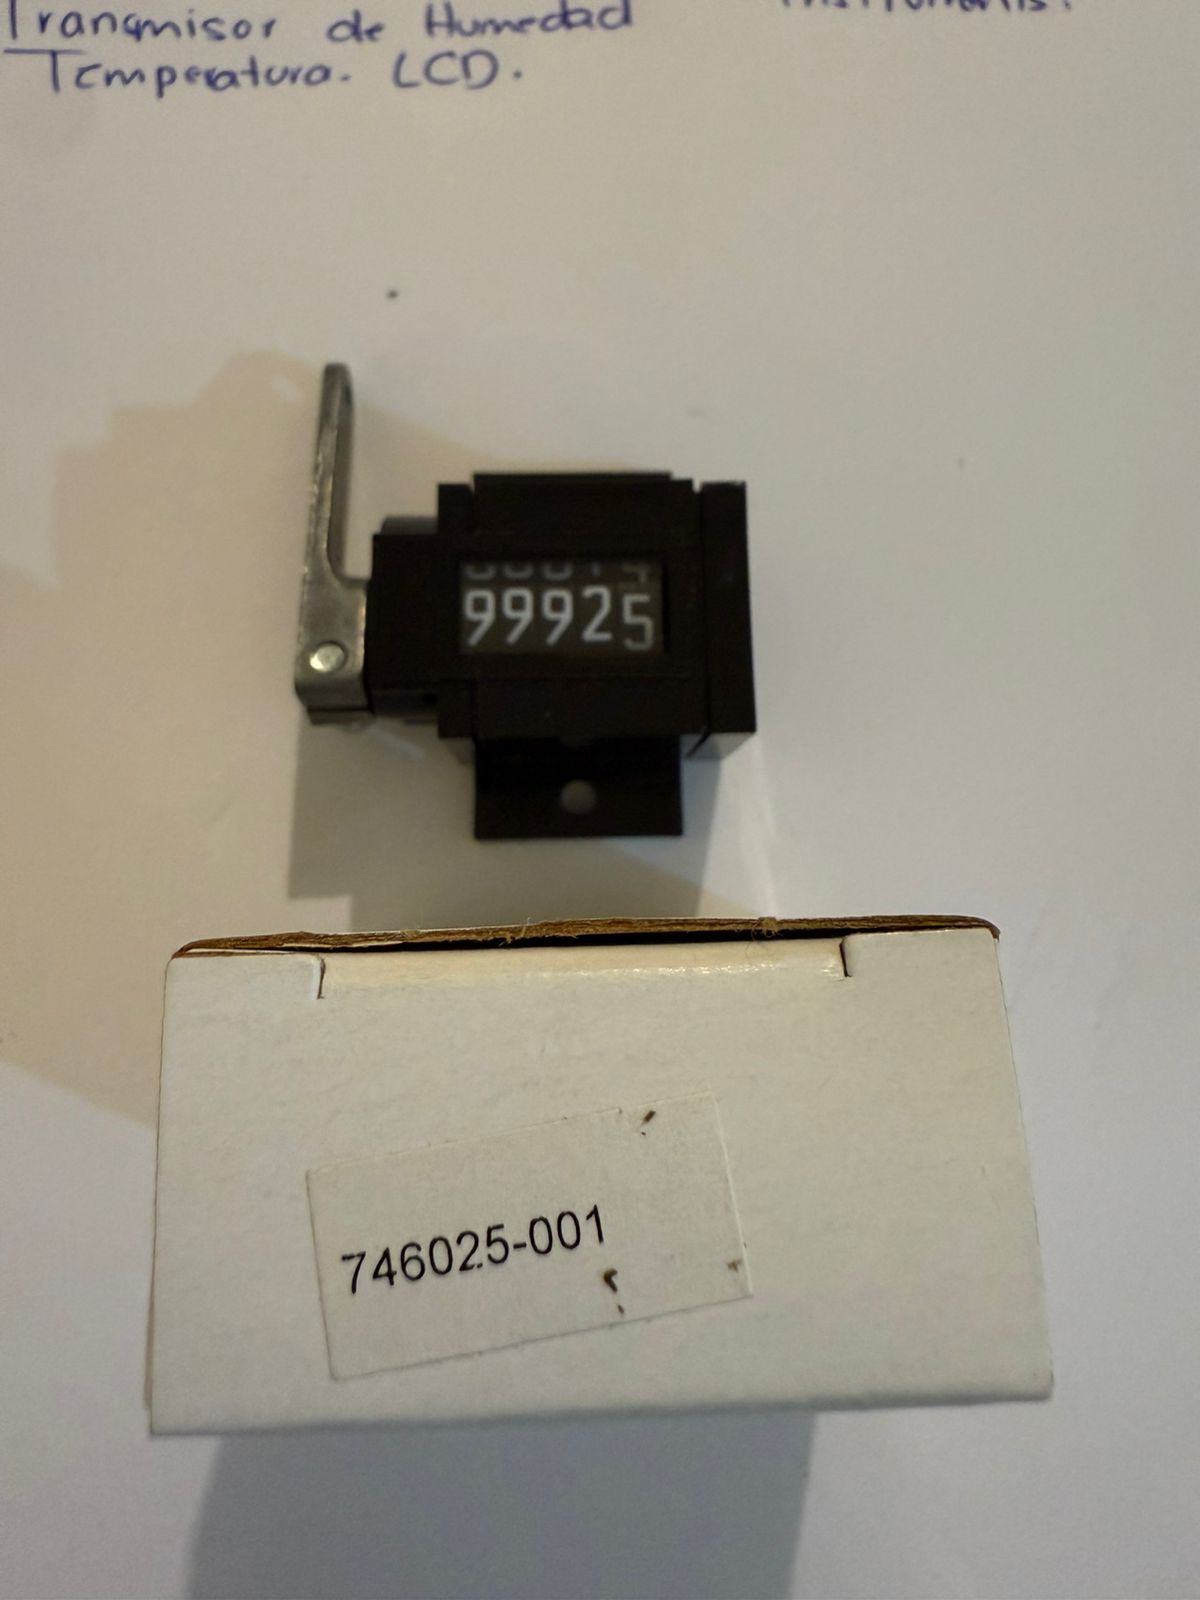 Transmisor de Humedad
Temperatura. LCD.
99925
746025-001